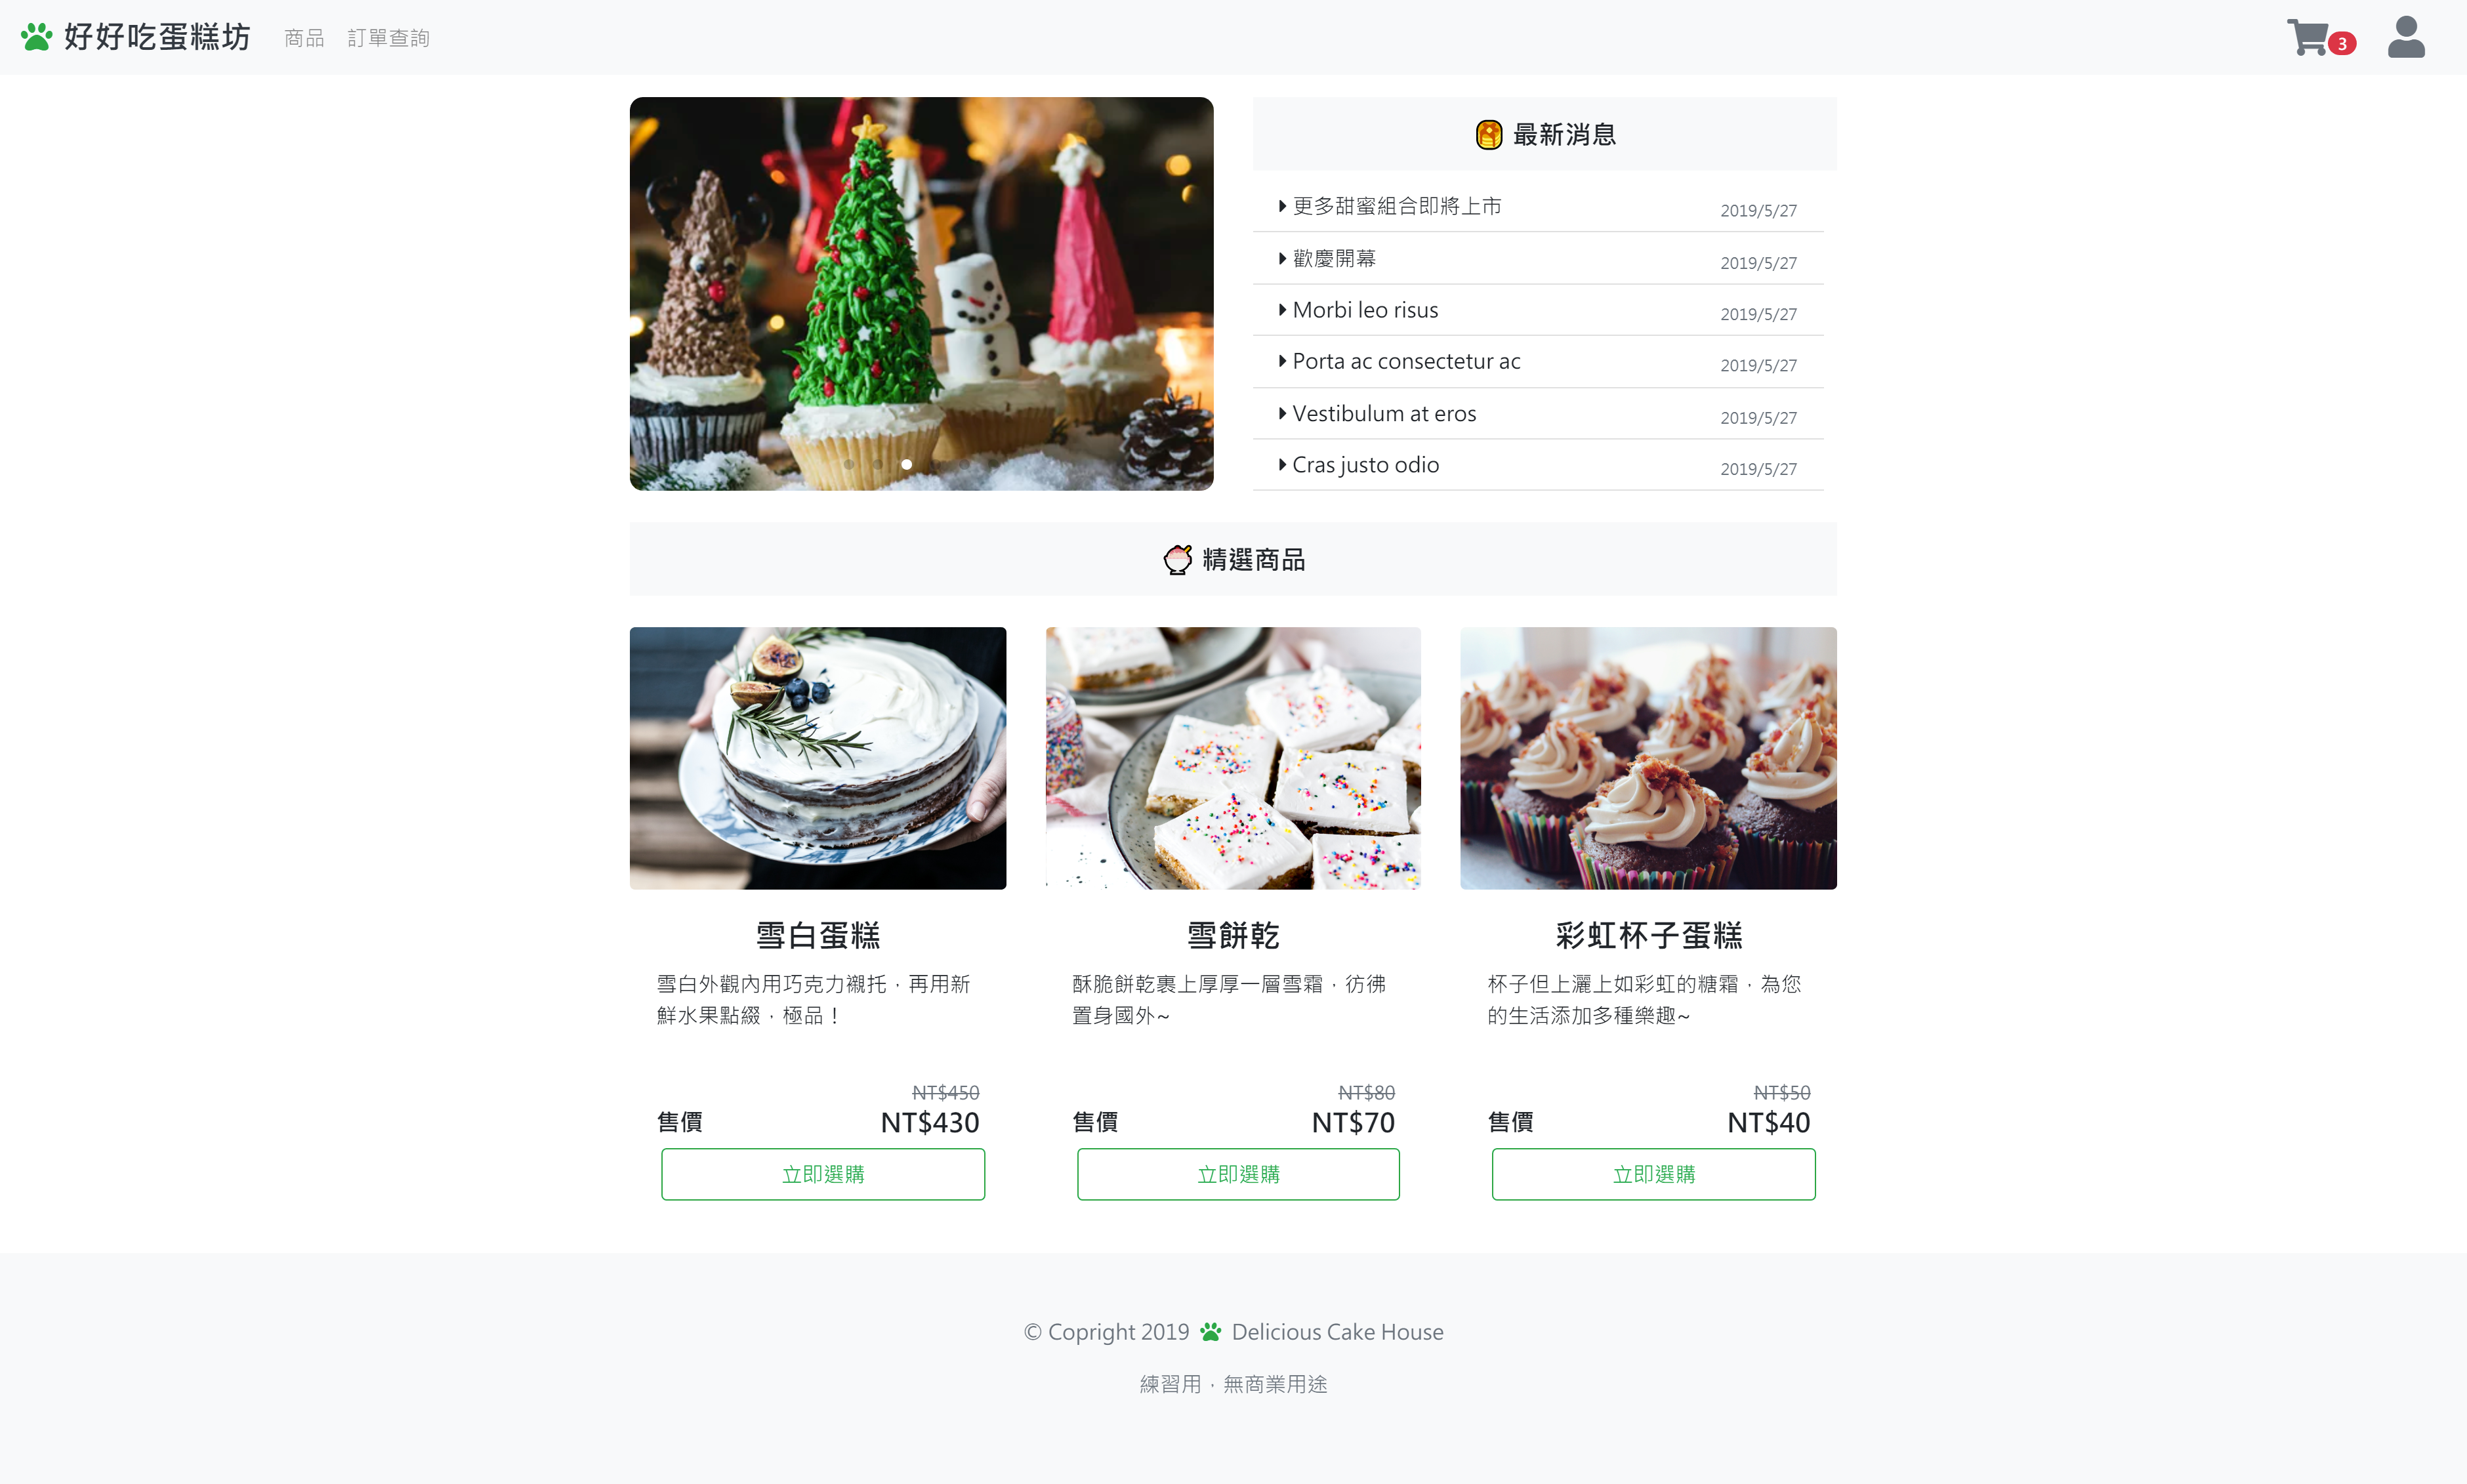 好好吃蛋糕坊
商品
訂單查詢
3
最新消息
更多甜蜜組合即將上市 2019/5/27
歡慶開幕 2019/5/27
Morbi leo risus 2019/5/27
Porta ac consectetur ac 2019/5/27
Vestibulum at eros 2019/5/27
Cras justo odio 2019/5/27
精選商品
雪白蛋糕
雪白外觀內用巧克力襯托，再用新
鮮水果點綴，極品！
NT$450
售價 NT$430
立即選購
雪餅乾
酥脆餅乾裹上厚厚一層雪霜，彷彿
置身國外~
NT$80
售價 NT$70
立即選購
彩虹杯子蛋糕
杯子但上灑上如彩虹的糖霜，為您
的生活添加多種樂趣~
NT$50
售價 NT$40
立即選購
© Copright 2019 Delicious Cake House
練習用，無商業用途